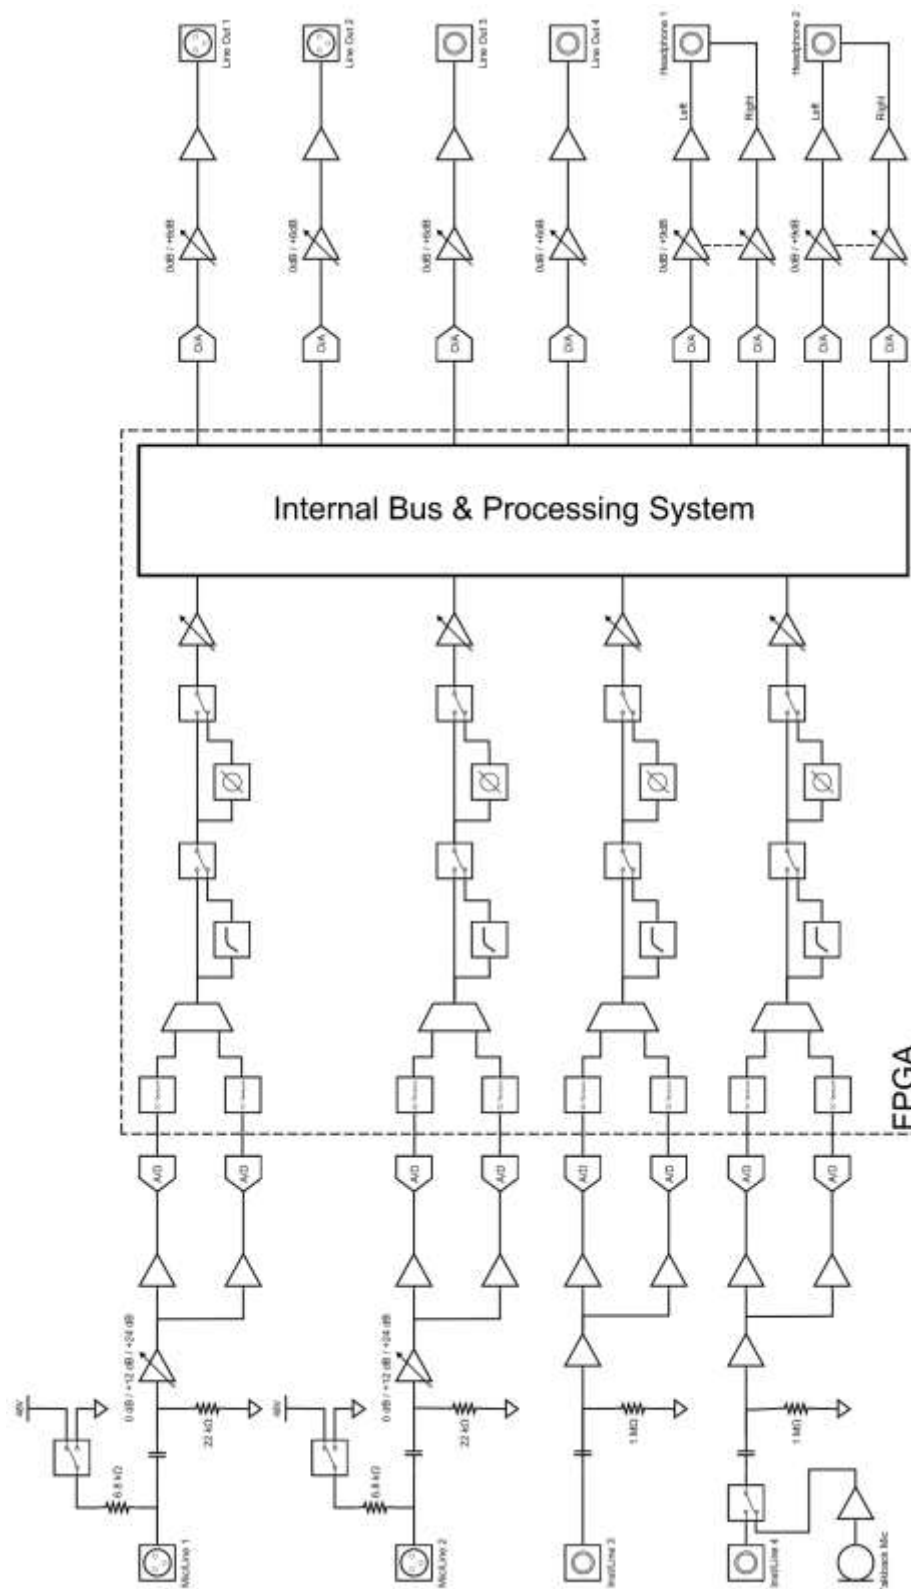 Line Out 1
Line Out 2
Line Out 3
Line Out 4
Headphone 1
Headphone 2
Left
Right
Left
Right
0dB / +6dB
0dB / +6dB
0dB / +6dB
0dB / +6dB
0dB / +9dB
0dB / +9dB
D/A
D/A
D/A
D/A
D/A
D/A
D/A
D/A
Internal Bus & Processing System
FPGA
A/D
A/D
A/D
A/D
A/D
A/D
A/D
A/D
0 dB / +12 dB / +24 dB
0 dB / +12 dB / +24 dB
48V
48V
22 kΩ
22 kΩ
1 MΩ
1 MΩ
6.8 kΩ
6.8 kΩ
Mic/Line 1
Mic/Line 2
Inst/Line 3
Inst/Line 4
alkback Mic